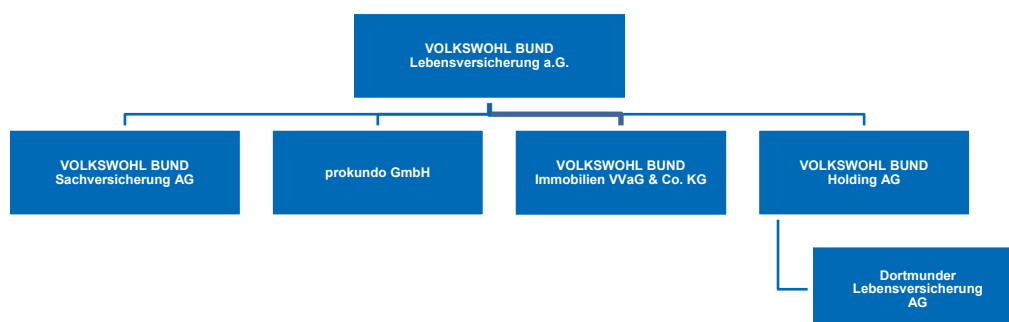 VOLKSWOHL BUND
Lebensversicherung a.G.
VOLKSWOHL BUND
Sachversicherung AG
prokundo GmbH
VOLKSWOHL BUND
Immobilien VVaG & Co. KG
VOLKSWOHL BUND
Holding AG
Dortmunder
Lebensversicherung
AG